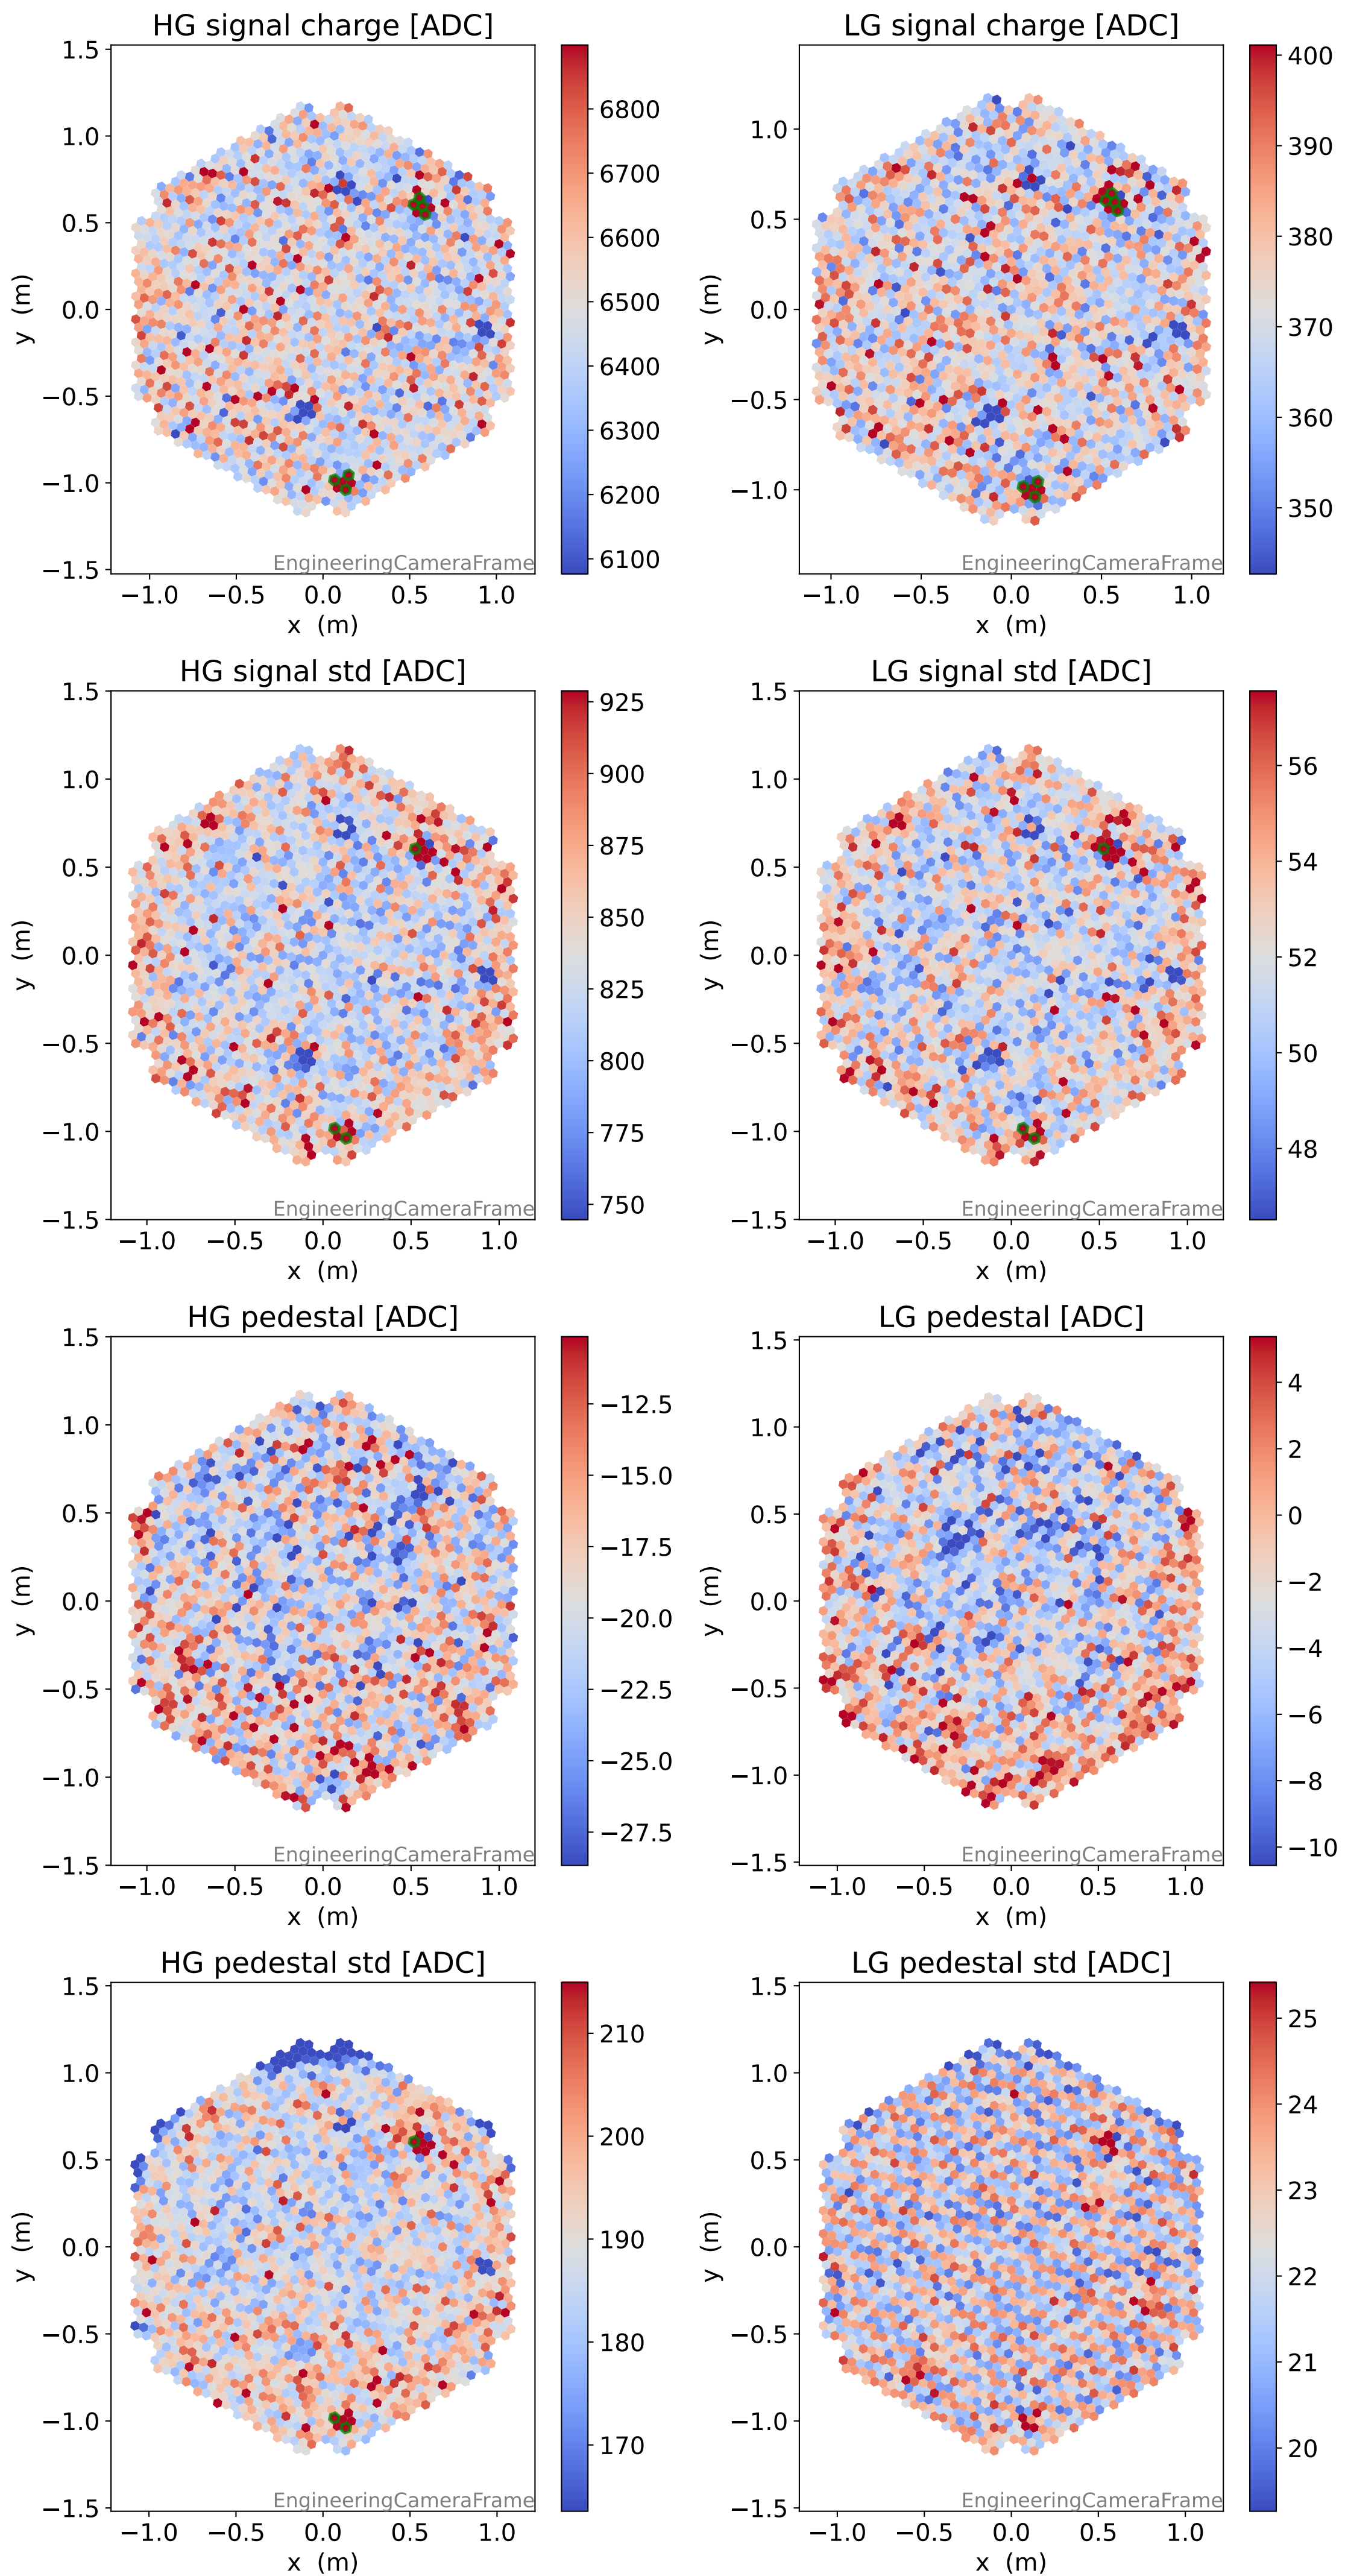 HG signal charge [ADC]
1.5
1.0
0.5
0.0
−0.5
−1.0
−1.5
y (m)
−1.0 −0.5 0.0 0.5 1.0
x (m)
EngineeringCameraFrame
6800
6700
6600
6500
6400
6300
6200
6100
LG signal charge [ADC]
1.0
0.5
0.0
−0.5
−1.0
y (m)
−1.0 −0.5 0.0 0.5 1.0
x (m)
EngineeringCameraFrame
400
390
380
370
360
350
HG signal std [ADC]
1.5
1.0
0.5
0.0
−0.5
−1.0
−1.5
y (m)
−1.0 −0.5 0.0 0.5 1.0
x (m)
EngineeringCameraFrame
925
900
875
850
825
800
775
750
LG signal std [ADC]
1.5
1.0
0.5
0.0
−0.5
−1.0
−1.5
y (m)
−1.0 −0.5 0.0 0.5 1.0
x (m)
EngineeringCameraFrame
56
54
52
50
48
HG pedestal [ADC]
1.5
1.0
0.5
0.0
−0.5
−1.0
−1.5
y (m)
−1.0 −0.5 0.0 0.5 1.0
x (m)
EngineeringCameraFrame
−12.5
−15.0
−17.5
−20.0
−22.5
−25.0
−27.5
LG pedestal [ADC]
1.5
1.0
0.5
0.0
−0.5
−1.0
−1.5
y (m)
−1.0 −0.5 0.0 0.5 1.0
x (m)
EngineeringCameraFrame
4
2
0
−2
−4
−6
−8
−10
HG pedestal std [ADC]
1.5
1.0
0.5
0.0
−0.5
−1.0
−1.5
y (m)
−1.0 −0.5 0.0 0.5 1.0
x (m)
EngineeringCameraFrame
210
200
190
180
170
LG pedestal std [ADC]
1.5
1.0
0.5
0.0
−0.5
−1.0
−1.5
y (m)
−1.0 −0.5 0.0 0.5 1.0
x (m)
EngineeringCameraFrame
25
24
23
22
21
20